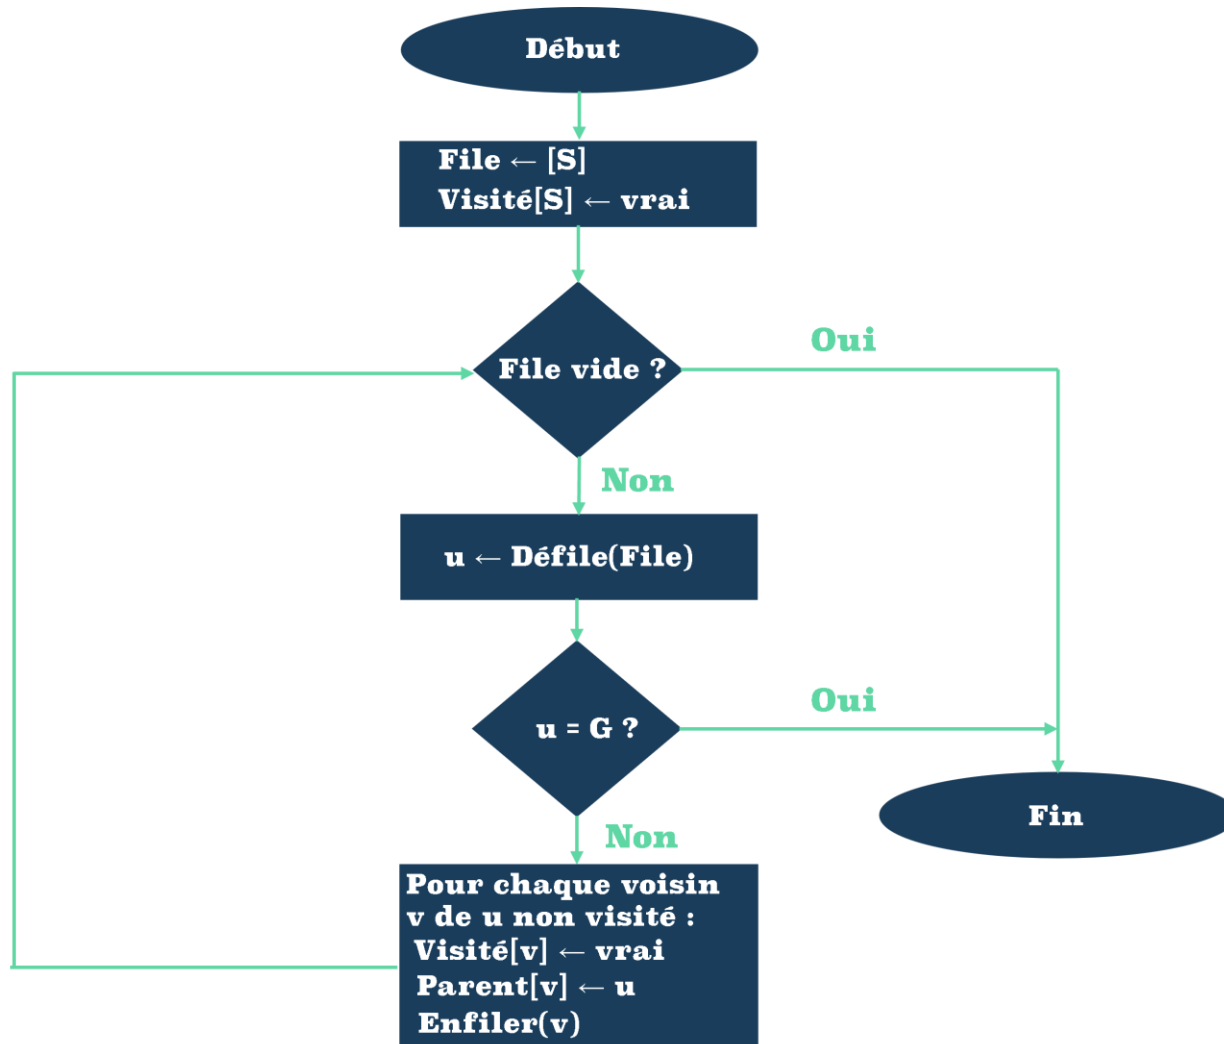 Début
File ← [S]
Visité[S] ← vrai
File vide ?
Oui
Non
u ← Défile(File)
u = G ?
Oui
Non
Fin
Pour chaque voisin
v de u non visité :
Visité[v] ← vrai
Parent[v] ← u
Enfiler(v)